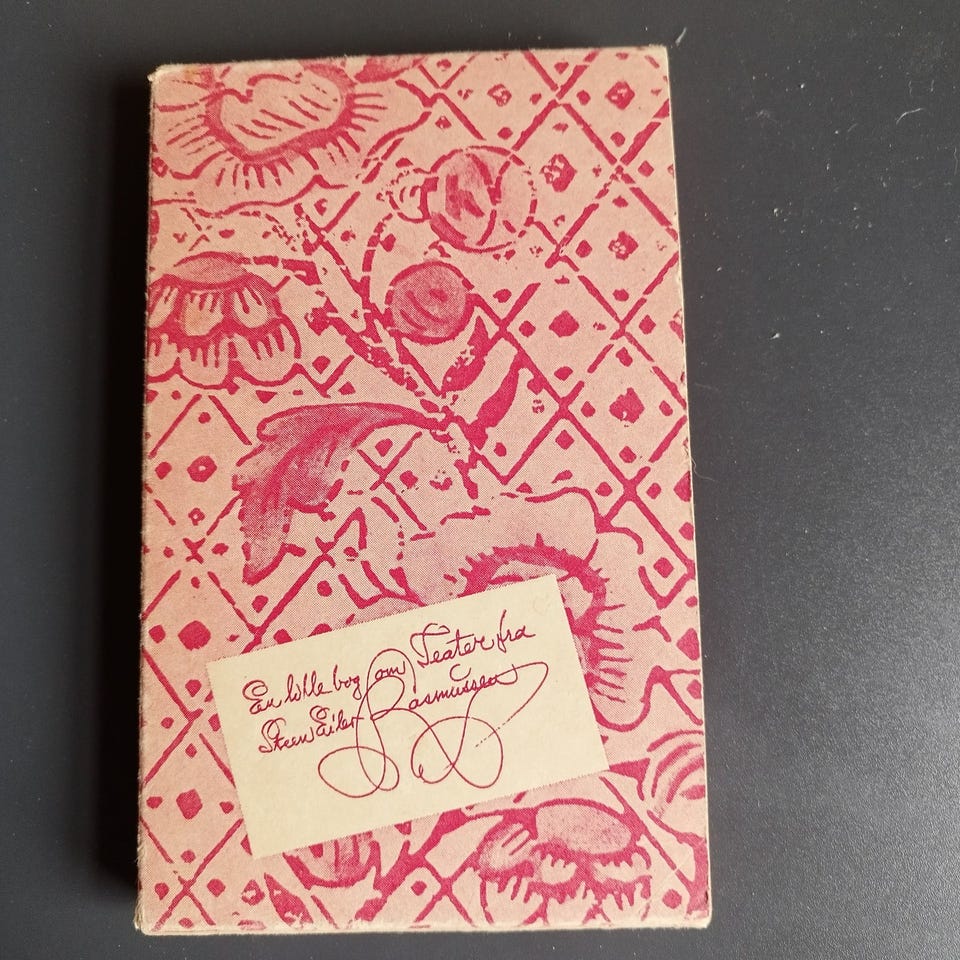 En lille bog om Teater fra
Steen Eiler Rasmussen